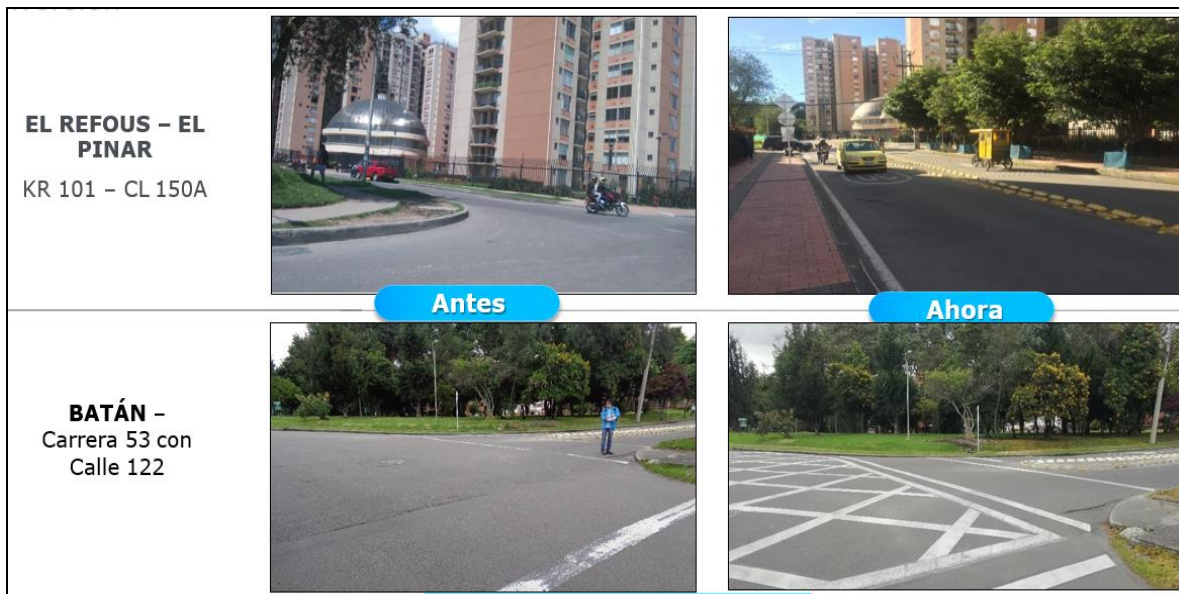 EL REFOUS – EL
PINAR
KR 101 – CL 150A
Antes
Ahora
BATÁN –
Carrera 53 con
Calle 122